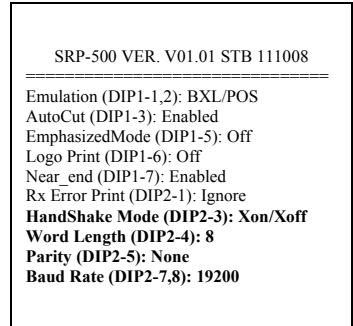 SRP-500 VER. V01.01 STB 111008
===============================
Emulation (DIP1-1,2): BXL/POS
AutoCut (DIP1-3): Enabled
EmphasizedMode (DIP1-5): Off
Logo Print (DIP1-6): Off
Near_end (DIP1-7): Enabled
Rx Error Print (DIP2-1): Ignore
HandShake Mode (DIP2-3): Xon/Xoff
Word Length (DIP2-4): 8
Parity (DIP2-5): None
Baud Rate (DIP2-7,8): 19200